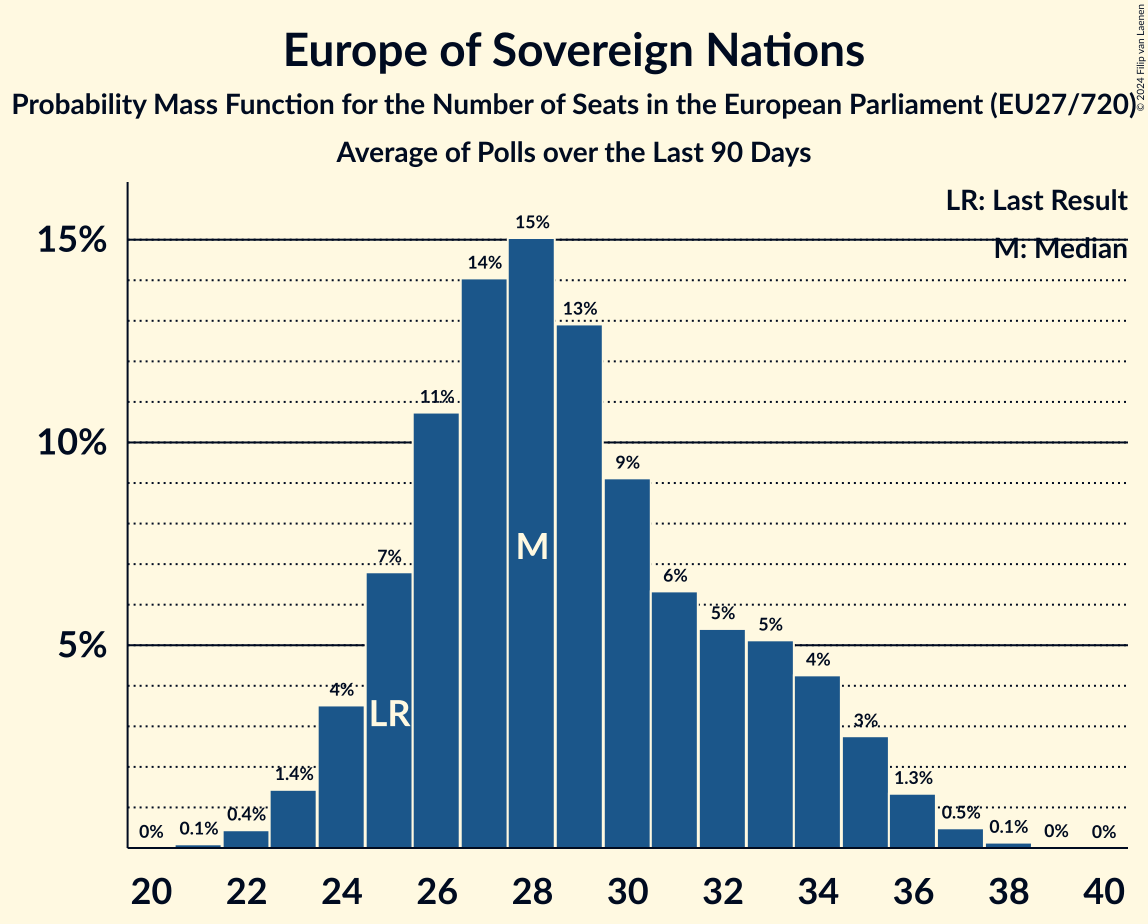 Europe of Sovereign Nations
Probability Mass Function for the Number of Seats in the European Parliament (EU27/720)
Average of Polls over the Last 90 Days
© 2024 Filip van Laenen
LR: Last Result
M: Median
15%
10%
5%
0%
0.1%
0.4%
1.4%
4%
7%
11%
14%
15%
13%
9%
6%
5%
5%
4%
3%
1.3%
0.5%
0.1%
0%
0%
LR
M
20 22 24 26 28 30 32 34 36 38 40